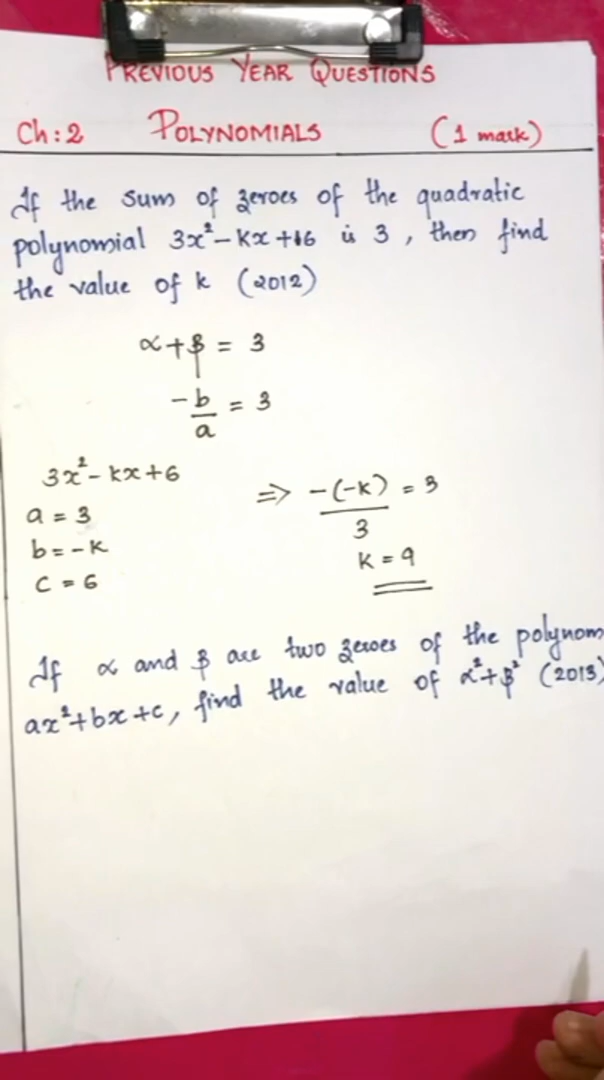 PREVIOUS YEAR QUESTIONS
Ch: 2 POLYNOMIALS (1 mark)
If the sum of zeroes of the quadratic
polynomial 3x² - kx + 6 is 3, then find
the value of k (2012)
α + β = 3
-b/a = 3
3x² - kx + 6
a = 3
b = -k
c = 6
=> -(-k)/3 = 3
k = 9
If α and β are two zeroes of the polynom
ax² + bx + c, find the value of α² + β² (2013)